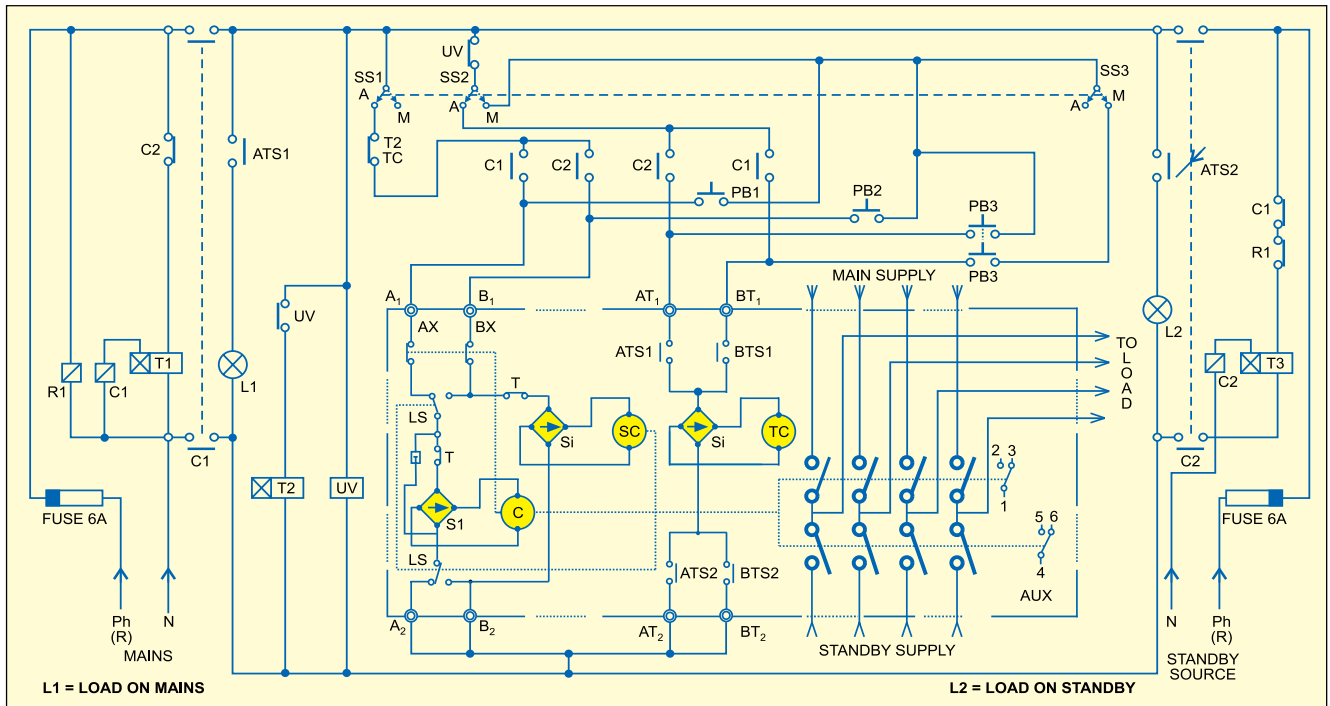 UV
SS1
SS2
SS3
A
M
A
M
A
M
C2
ATS1
T2
TC
C1
C2
C2
C1
ATS2
PB1
PB2
PB3
PB3
C1
R1
MAIN SUPPLY
A1
B1
AT1
BT1
UV
AX
BX
ATS1
BTS1
TO LOAD
L2
R1
C1
T1
L1
LS
T
Si
SC
Si
TC
C2
T3
C1
T
2 3
1
C2
FUSE 6A
T2
UV
S1
C
5 6
4
FUSE 6A
LS
ATS2
BTS2
AUX
Ph
(R)
N
MAINS
A2
B2
AT2
BT2
STANDBY SUPPLY
N
Ph
(R)
STANDBY
SOURCE
L1 = LOAD ON MAINS
L2 = LOAD ON STANDBY